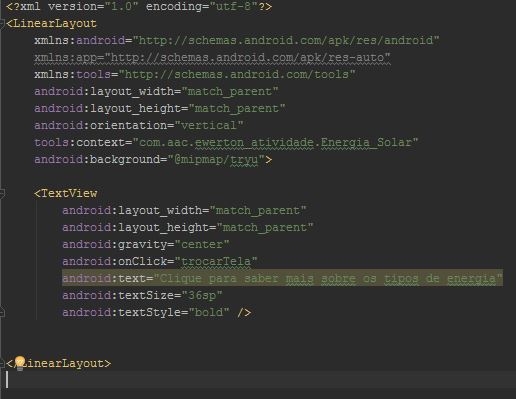 <?xml version="1.0" encoding="utf-8"?>
<LinearLayout
xmlns:android="http://schemas.android.com/apk/res/android"
xmlns:app="http://schemas.android.com/apk/res-auto"
xmlns:tools="http://schemas.android.com/tools"
android:layout_width="match_parent"
android:layout_height="match_parent"
android:orientation="vertical"
tools:context="com.aac.ewerton_atividade.Energia_Solar"
android:background="@mipmap/tryu">
<TextView
android:layout_width="match_parent"
android:layout_height="match_parent"
android:gravity="center"
android:onClick="trocarTela"
android:text="Clique para saber mais sobre os tipos de energia"
android:textSize="36sp"
android:textStyle="bold" />
</LinearLayout>